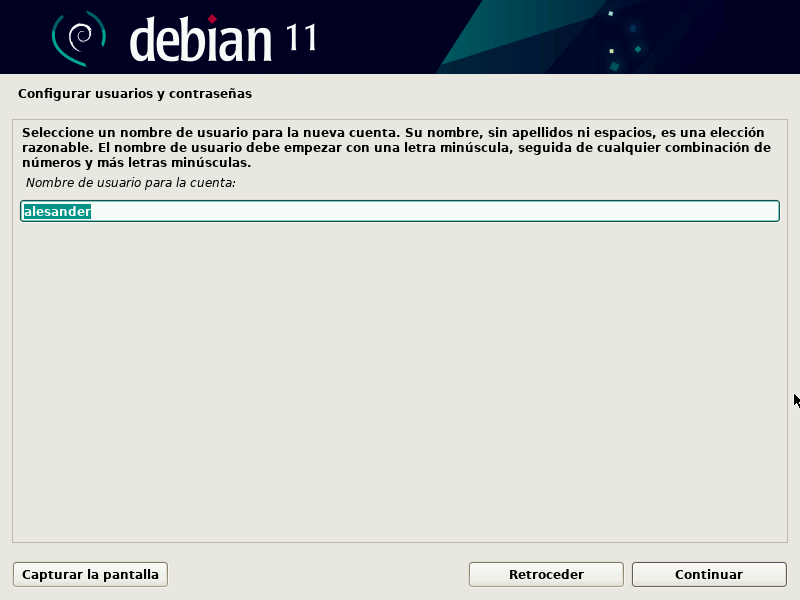 debian 11
Configurar usuarios y contraseñas
Seleccione un nombre de usuario para la nueva cuenta. Su nombre, sin apellidos ni espacios, es una elección
razonable. El nombre de usuario debe empezar con una letra minúscula, seguida de cualquier combinación de
números y más letras minúsculas.
Nombre de usuario para la cuenta:
alesander
Capturar la pantalla
Retroceder
Continuar